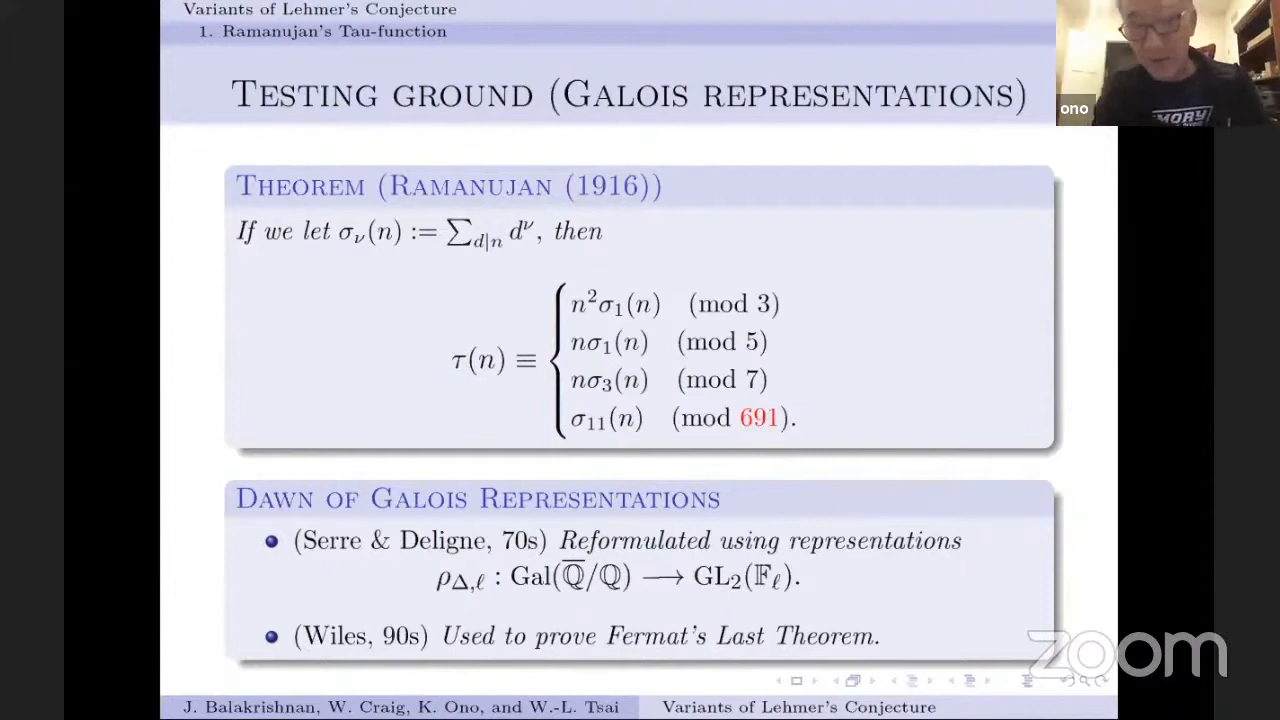 Variants of Lehmer's Conjecture
1. Ramanujan's Tau-function
Testing ground (Galois representations)
ono
MORY
Theorem (Ramanujan (1916))
If we let σ_ν(n) := ∑_{d|n} d^ν, then
τ(n) ≡ { n²σ₁(n) (mod 3)
nσ₁(n) (mod 5)
nσ₃(n) (mod 7)
σ₁₁(n) (mod 691).
Dawn of Galois Representations
• (Serre & Deligne, 70s) Reformulated using representations
ρ_{Δ,ℓ} : Gal(ℚ̅/ℚ) ⟶ GL₂(𝔽_ℓ).
• (Wiles, 90s) Used to prove Fermat's Last Theorem.
zoom
J. Balakrishnan, W. Craig, K. Ono, and W.-L. Tsai Variants of Lehmer's Conjecture